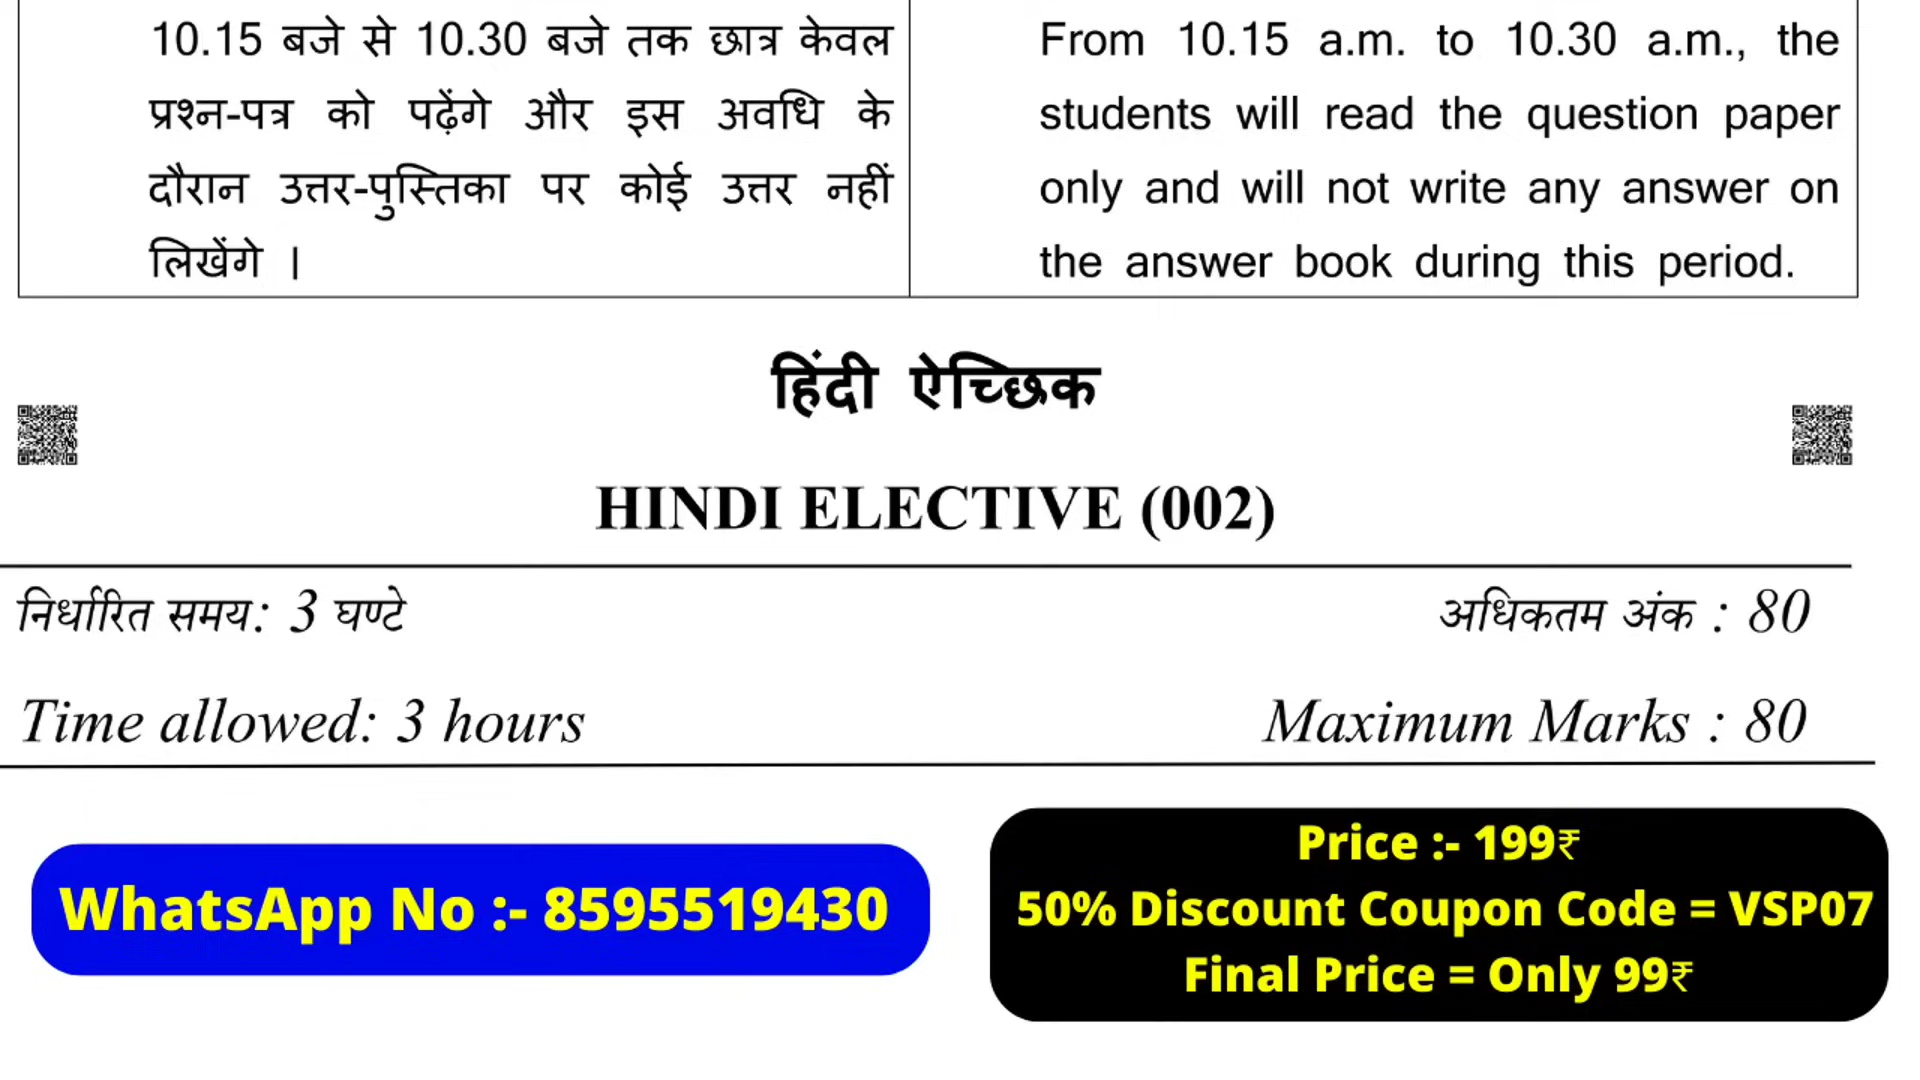 10.15 बजे से 10.30 बजे तक छात्र केवल
प्रश्न-पत्र को पढ़ेंगे और इस अवधि के
दौरान उत्तर-पुस्तिका पर कोई उत्तर नहीं
लिखेंगे ।
From 10.15 a.m. to 10.30 a.m., the
students will read the question paper
only and will not write any answer on
the answer book during this period.
हिंदी ऐच्छिक
HINDI ELECTIVE (002)
निर्धारित समय: 3 घण्टे
अधिकतम अंक : 80
Time allowed: 3 hours
Maximum Marks : 80
WhatsApp No :- 8595519430
Price :- 199₹
50% Discount Coupon Code = VSP07
Final Price = Only 99₹